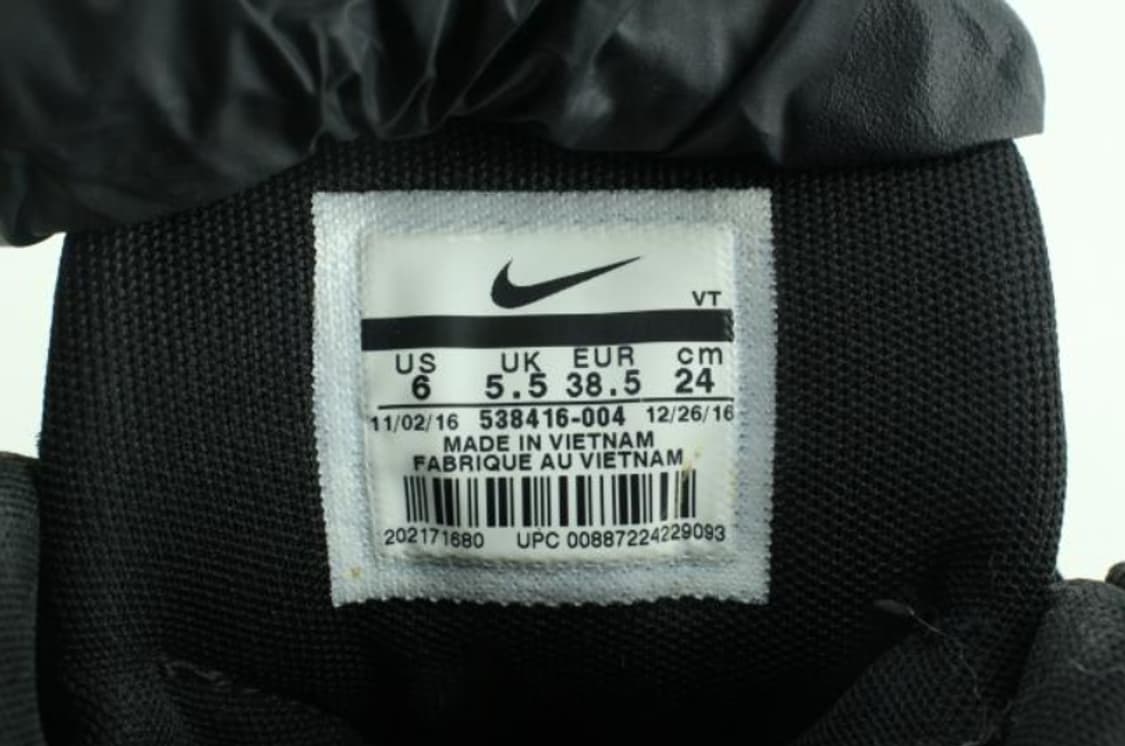 VT
US UK EUR cm
6 5.5 38.5 24
11/02/16 538416-004 12/26/16
MADE IN VIETNAM
FABRIQUE AU VIETNAM
202171680 UPC 00887224229093